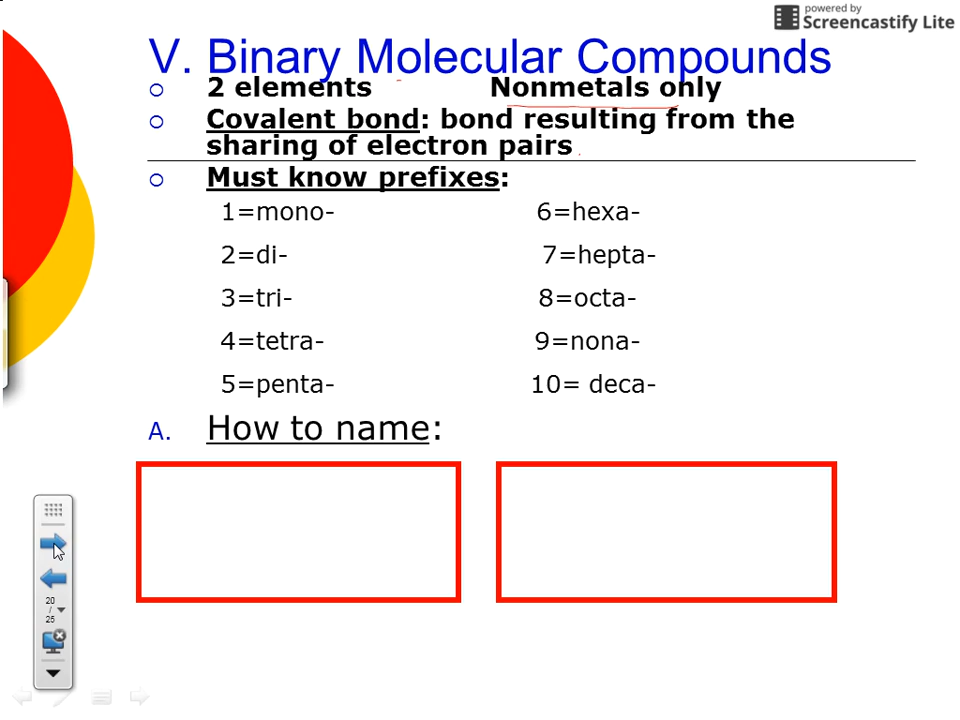 powered by
Screencastify Lite
V. Binary Molecular Compounds
2 elements Nonmetals only
Covalent bond: bond resulting from the
sharing of electron pairs
Must know prefixes:
1=mono- 6=hexa-
2=di- 7=hepta-
3=tri- 8=octa-
4=tetra- 9=nona-
5=penta- 10= deca-
A. How to name:
20
/
25